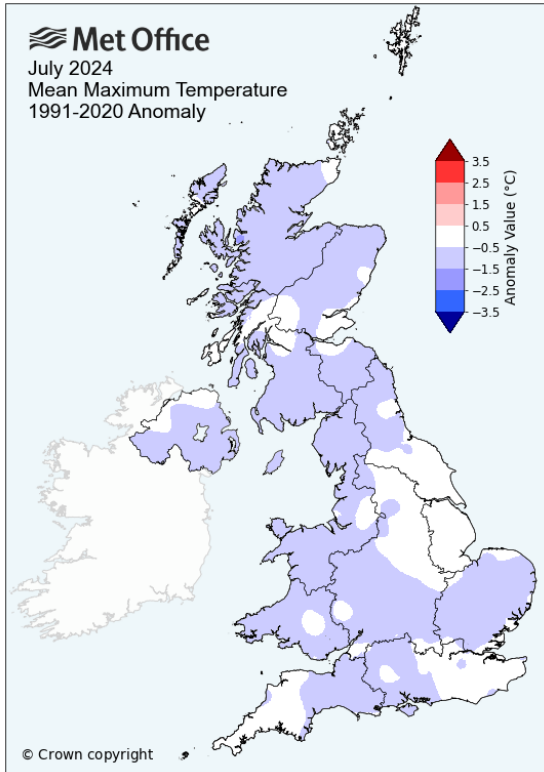 Met Office
July 2024
Mean Maximum Temperature
1991-2020 Anomaly
3.5
2.5
1.5
0.5
−0.5
−1.5
−2.5
−3.5
Anomaly Value (°C)
© Crown copyright